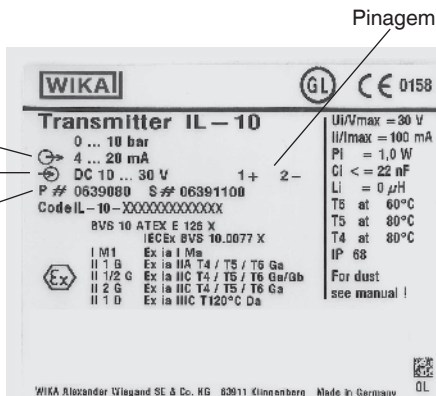 Pinagem
WIKAI GL CE 0158
Transmitter IL-10
0 ... 10 bar
4 ... 20 mA
DC 10 ... 30 V 1+ 2-
P # 0639080 S # 06391100
Code IL-10-XXXXXXXXXXXXX
BVS 10 ATEX E 126 X
IECEx BVS 10.0077 X
I M1 Ex ia I Ma
II 1 G Ex ia IIA T4 / T5 / T6 Ga
II 1/2 G Ex ia IIC T4 / T5 / T6 Ga/Gb
II 2 G Ex ia IIC T4 / T5 / T6 Ga
II 1 D Ex ia IIIC T120°C Da
Ex
Ui/Vmax = 30 V
Ii/Imax = 100 mA
Pi = 1,0 W
Ci < = 22 nF
Li = 0 µH
T6 at 60°C
T5 at 80°C
T4 at 80°C
IP 68
For dust
see manual !
0L
WIKA Alexander Wiegand SE & Co. KG 63911 Klingenberg Made in Germany